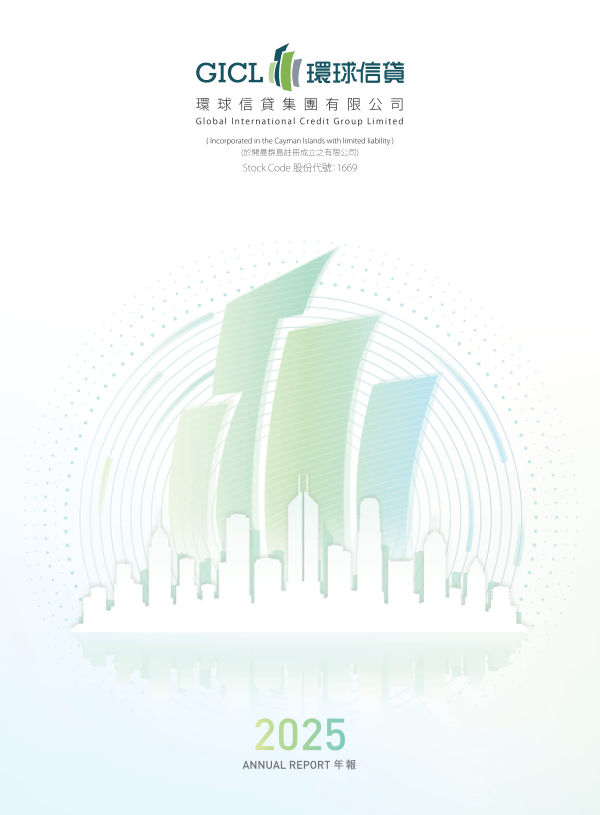 GICL 環球信貸
環球信貸集團有限公司
Global International Credit Group Limited
( Incorporated in the Cayman Islands with limited liability )
(於開曼群島註冊成立之有限公司)
Stock Code 股份代號：1669
2025
ANNUAL REPORT 年報